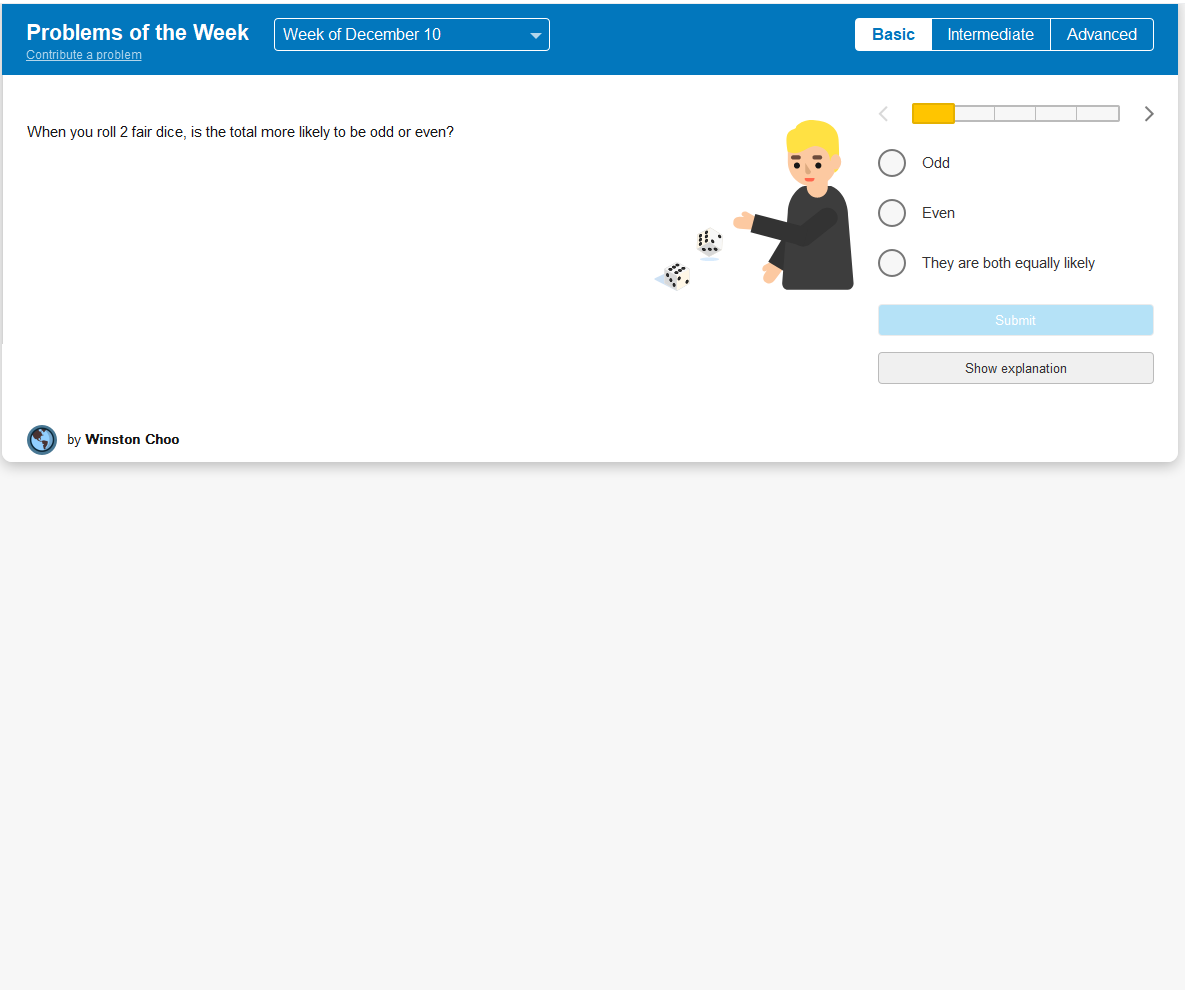 Problems of the Week
Contribute a problem
Week of December 10
Basic
Intermediate
Advanced
When you roll 2 fair dice, is the total more likely to be odd or even?
Odd
Even
They are both equally likely
Submit
Show explanation
by Winston Choo